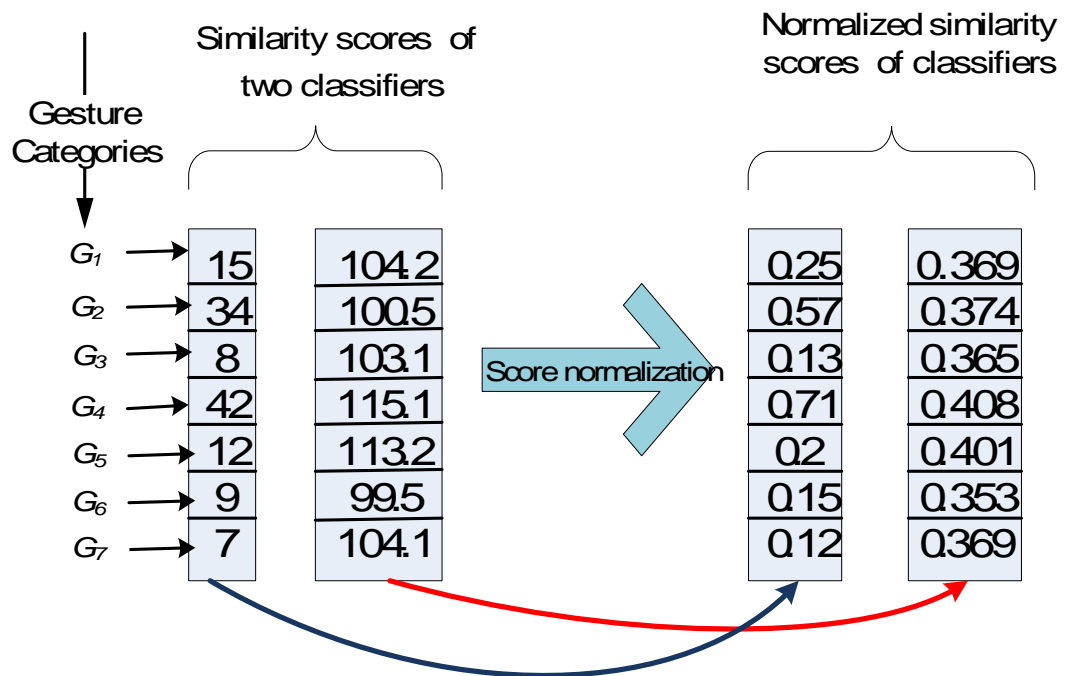 Similarity scores of
two classifiers
Normalized similarity
scores of classifiers
Gesture
Categories
G1 15 104.2 0.25 0.369
G2 34 100.5 0.57 0.374
G3 8 103.1 0.13 0.365
G4 42 115.1 0.71 0.408
G5 12 113.2 0.2 0.401
G6 9 99.5 0.15 0.353
G7 7 104.1 0.12 0.369
Score normalization